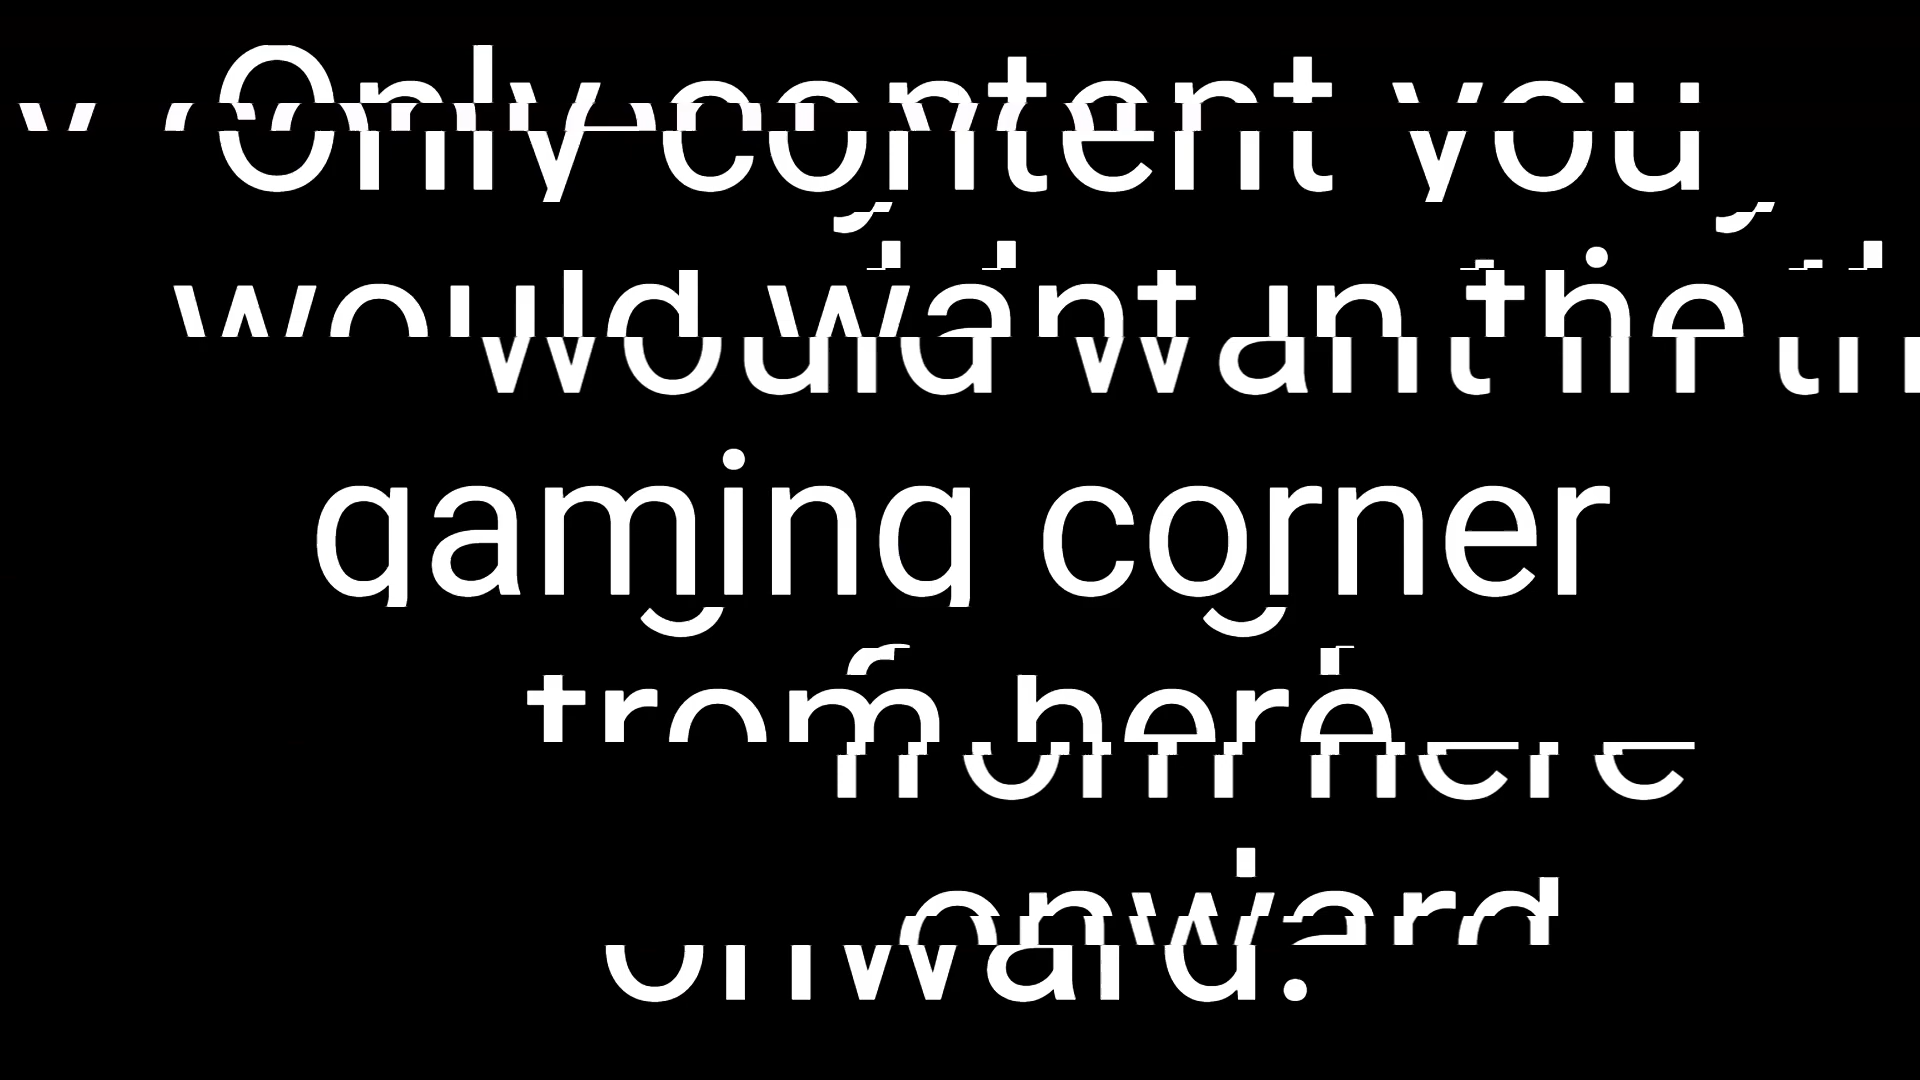 Only content you
would want in the
gaming corner
from here
onward.